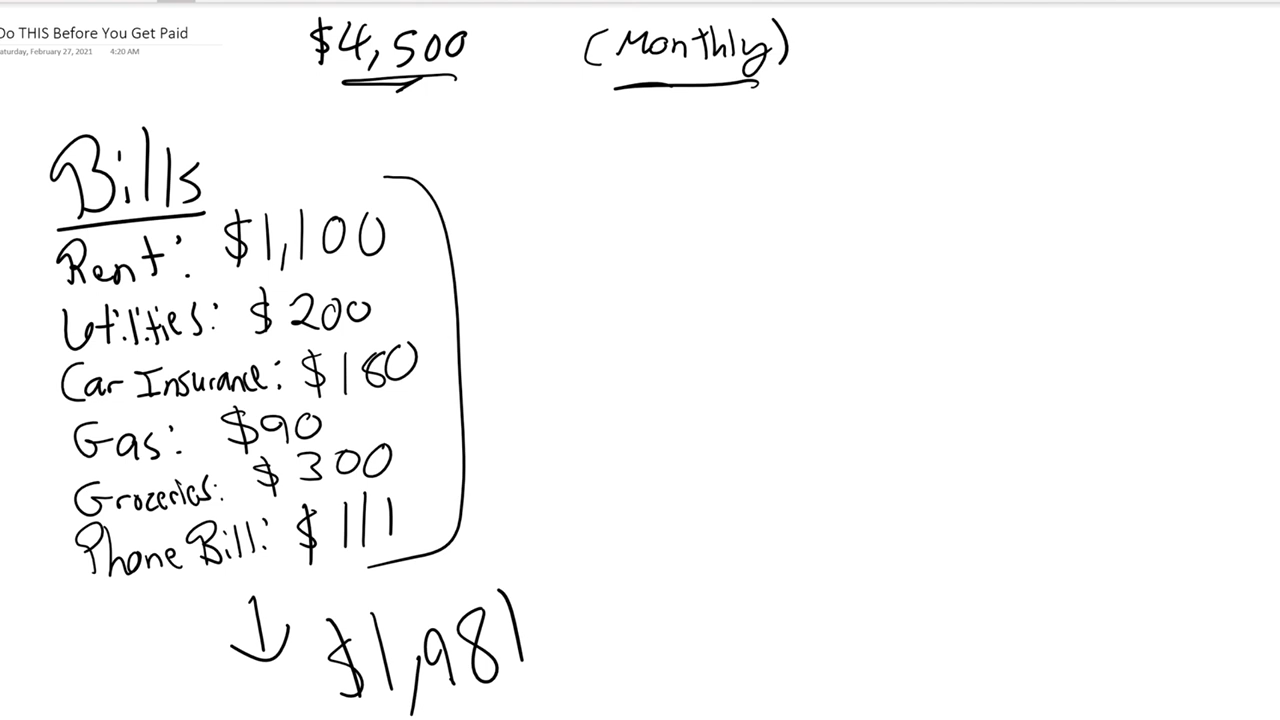 Do THIS Before You Get Paid
aturday, February 27, 2021 4:20 AM
$4,500 (Monthly)
Bills
Rent: $1,100
Utilities: $200
Car Insurance: $180
Gas: $90
Groceries: $300
Phone Bill: $111
↓ $1,981